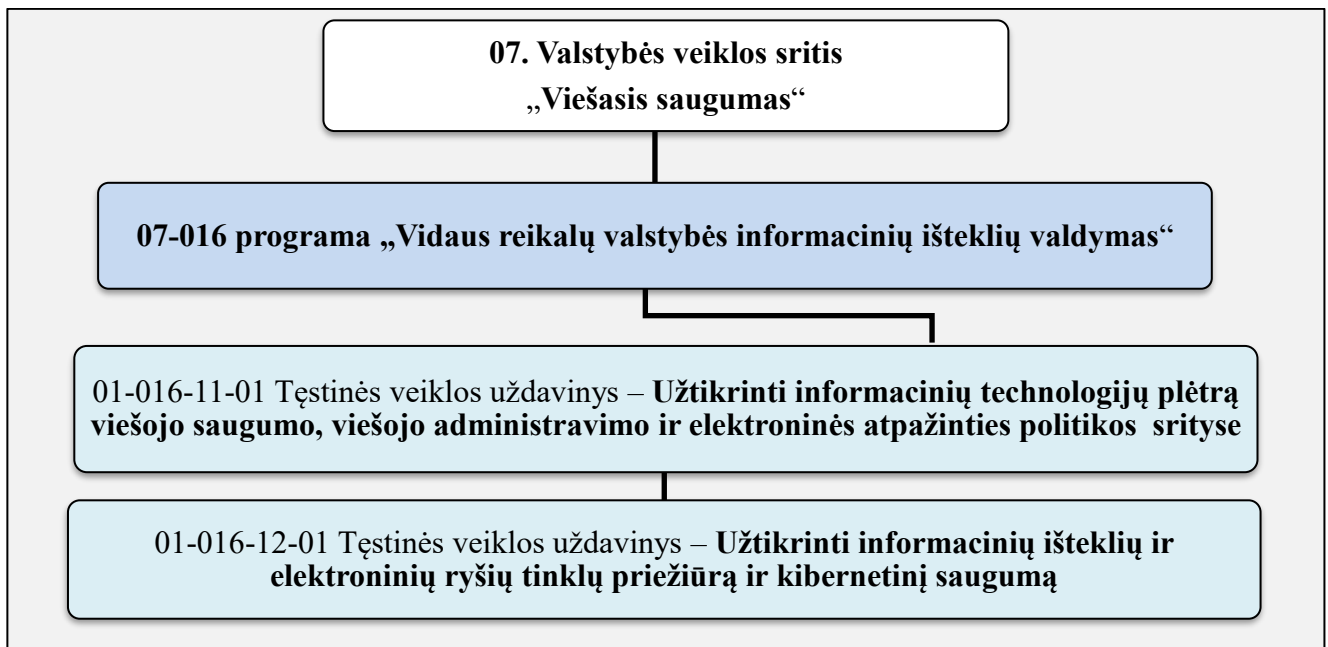 07. Valstybės veiklos sritis
„Viešasis saugumas“
07-016 programa „Vidaus reikalų valstybės informacinių išteklių valdymas“
01-016-11-01 Tęstinės veiklos uždavinys – Užtikrinti informacinių technologijų plėtrą
viešojo saugumo, viešojo administravimo ir elektroninės atpažinties politikos srityse
01-016-12-01 Tęstinės veiklos uždavinys – Užtikrinti informacinių išteklių ir
elektroninių ryšių tinklų priežiūrą ir kibernetinį saugumą